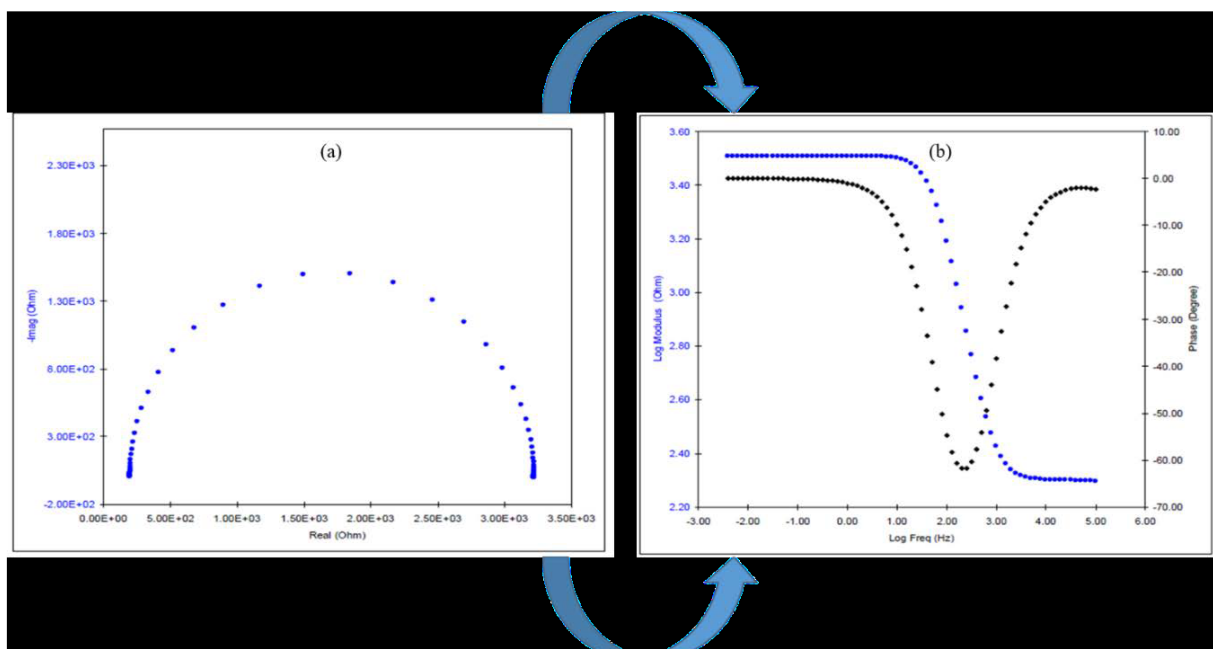 (a)
2.30E+03
1.80E+03
1.30E+03
8.00E+02
3.00E+02
-2.00E+02
-Imag (Ohm)
0.00E+00 5.00E+02 1.00E+03 1.50E+03 2.00E+03 2.50E+03 3.00E+03 3.50E+03
Real (Ohm)
(b)
3.60
3.40
3.20
3.00
2.80
2.60
2.40
2.20
Log Modulus (Ohm)
10.00
0.00
-10.00
-20.00
-30.00
-40.00
-50.00
-60.00
-70.00
Phase (Degree)
-3.00 -2.00 -1.00 0.00 1.00 2.00 3.00 4.00 5.00 6.00
Log Freq (Hz)